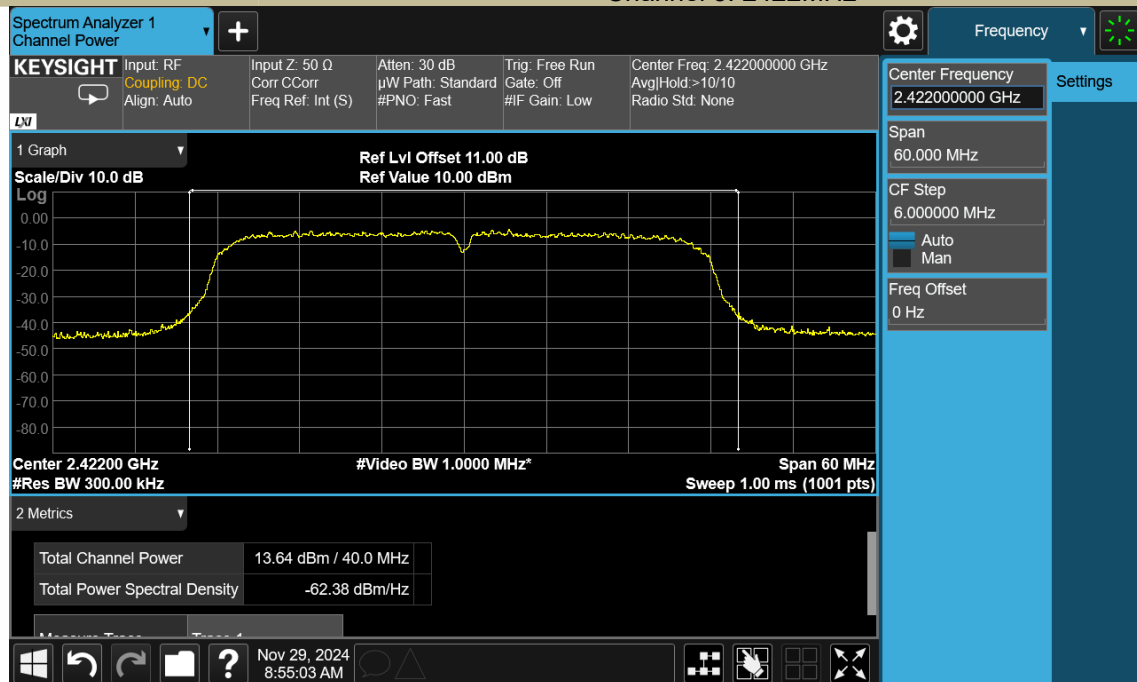 Spectrum Analyzer 1
Channel Power
Frequency
KEYSIGHT
Input: RF
Coupling: DC
Align: Auto
Input Z: 50 Ω
Corr CCorr
Freq Ref: Int (S)
Atten: 30 dB
µW Path: Standard
#PNO: Fast
Trig: Free Run
Gate: Off
#IF Gain: Low
Center Freq: 2.422000000 GHz
Avg|Hold:>10/10
Radio Std: None
LXI
Center Frequency
2.422000000 GHz
Settings
Span
60.000 MHz
CF Step
6.000000 MHz
Auto
Man
Freq Offset
0 Hz
1 Graph
Scale/Div 10.0 dB
Ref Lvl Offset 11.00 dB
Ref Value 10.00 dBm
Log
0.00
-10.0
-20.0
-30.0
-40.0
-50.0
-60.0
-70.0
-80.0
Center 2.42200 GHz
#Video BW 1.0000 MHz*
Span 60 MHz
#Res BW 300.00 kHz
Sweep 1.00 ms (1001 pts)
2 Metrics
Total Channel Power 13.64 dBm / 40.0 MHz
Total Power Spectral Density -62.38 dBm/Hz
?
Nov 29, 2024
8:55:03 AM